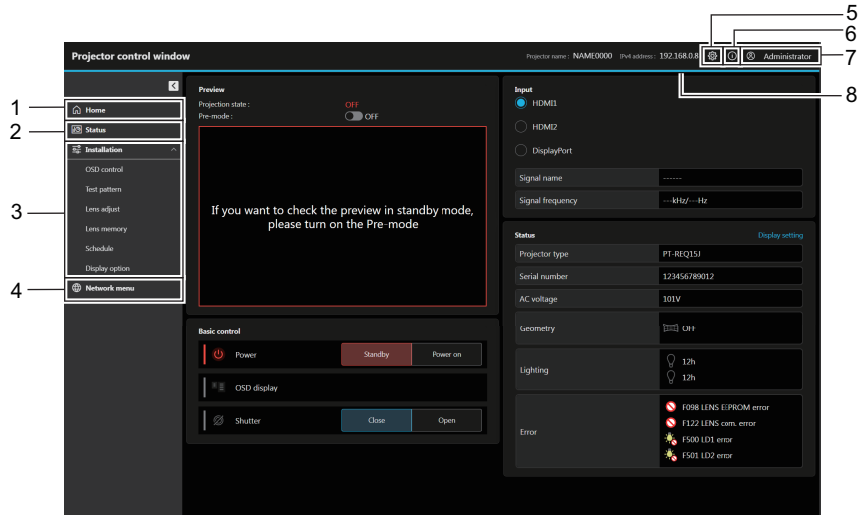 5
6
Projector control window
Projector name : NAME0000 IPv4 address : 192.168.0.8
Administrator
7
8
1
Home
2
Status
3
Installation
OSD control
Test pattern
Lens adjust
Lens memory
Schedule
Display option
4
Network menu
Preview
Projection state : OFF
Pre-mode : OFF
If you want to check the preview in standby mode,
please turn on the Pre-mode
Basic control
Power Standby Power on
OSD display
Shutter Close Open
Input
HDMI1
HDMI2
DisplayPort
Signal name ------
Signal frequency ---kHz/---Hz
Status Display setting
Projector type PT-REQ15J
Serial number 123456789012
AC voltage 101V
Geometry OFF
Lighting 12h
12h
Error F098 LENS EEPROM error
F122 LENS com. error
F500 LD1 error
F501 LD2 error